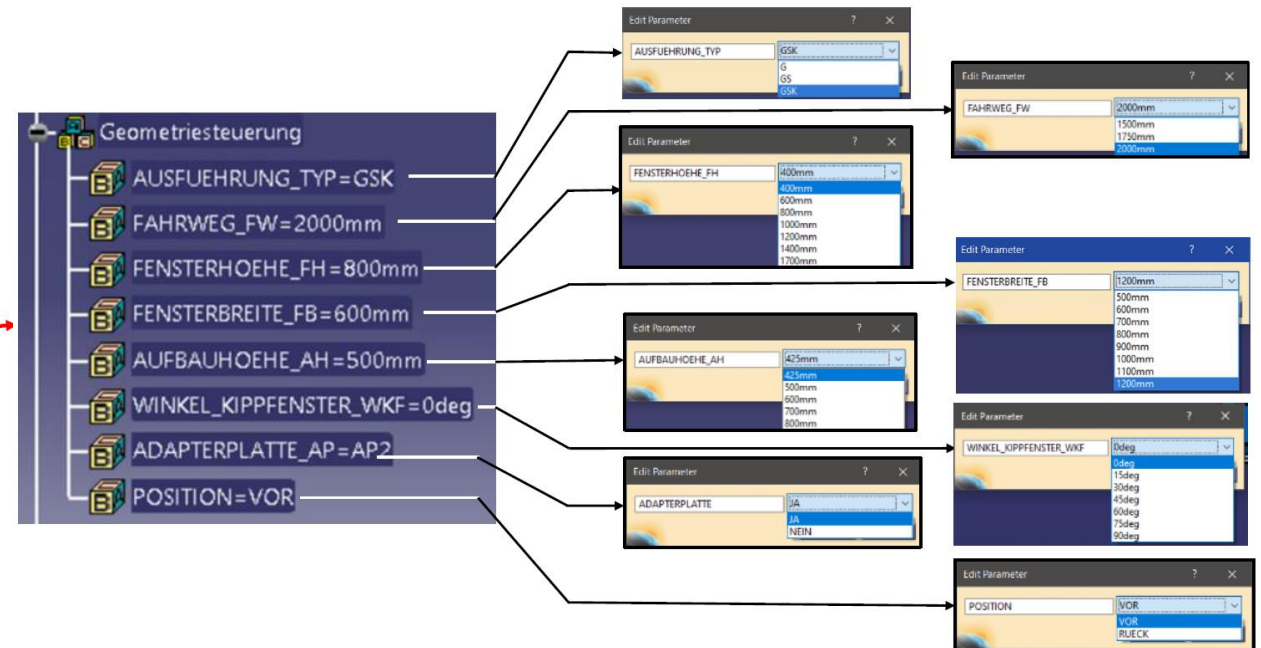 Geometriesteuerung
AUSFUEHRUNG_TYP=GSK
FAHRWEG_FW=2000mm
FENSTERHOEHE_FH=800mm
FENSTERBREITE_FB=600mm
AUFBAUHOEHE_AH=500mm
WINKEL_KIPPFENSTER_WKF=0deg
ADAPTERPLATTE_AP=AP2
POSITION=VOR
Edit Parameter ? ×
AUSFUEHRUNG_TYP GSK
G
GS
GSK
Edit Parameter ? ×
FAHRWEG_FW 2000mm
1500mm
1750mm
2000mm
Edit Parameter ? ×
FENSTERHOEHE_FH 400mm
400mm
600mm
800mm
1000mm
1200mm
1400mm
1700mm
Edit Parameter ? ×
FENSTERBREITE_FB 1200mm
500mm
600mm
700mm
800mm
900mm
1000mm
1100mm
1200mm
Edit Parameter ? ×
AUFBAUHOEHE_AH 425mm
425mm
500mm
600mm
700mm
800mm
Edit Parameter ? ×
WINKEL_KIPPFENSTER_WKF 0deg
0deg
15deg
30deg
45deg
60deg
75deg
90deg
Edit Parameter ? ×
ADAPTERPLATTE JA
JA
NEIN
Edit Parameter ? ×
POSITION VOR
VOR
RUECK